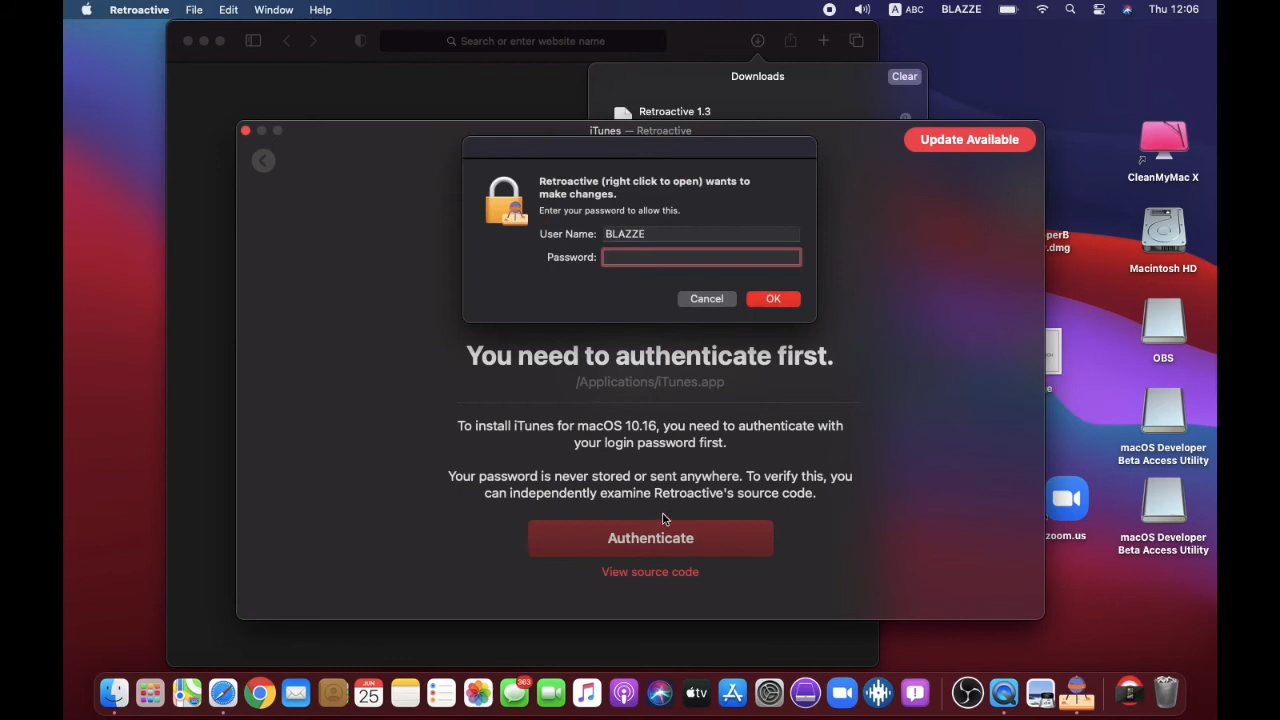 Retroactive File Edit Window Help
ABC BLAZZE Thu 12:06
Search or enter website name
Downloads
Clear
Retroactive 1.3
iTunes — Retroactive
Update Available
Retroactive (right click to open) wants to
make changes.
Enter your password to allow this.
User Name: BLAZZE
Password:
Cancel OK
You need to authenticate first.
/Applications/iTunes.app
To install iTunes for macOS 10.16, you need to authenticate with
your login password first.
Your password is never stored or sent anywhere. To verify this, you
can independently examine Retroactive's source code.
Authenticate
View source code
CleanMyMac X
Macintosh HD
OBS
macOS Developer
Beta Access Utility
macOS Developer
Beta Access Utility
perB
.dmg
zoom.us
JUN
25
363
tv